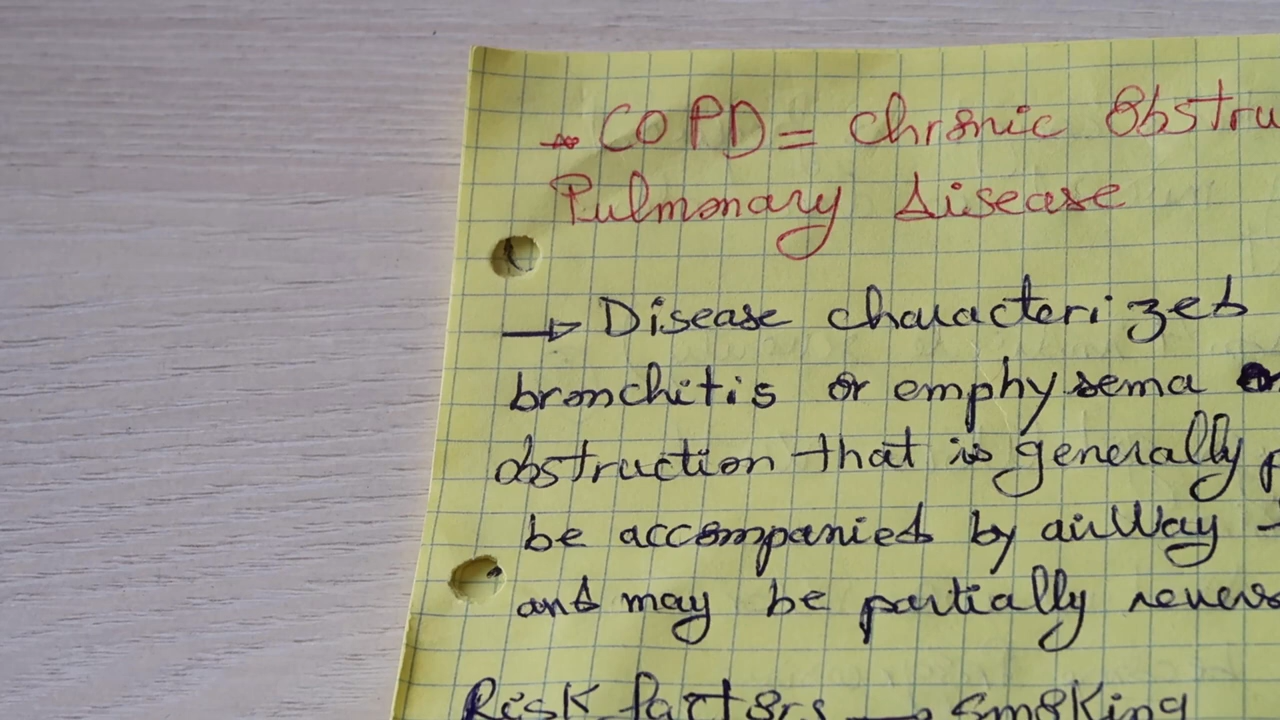 → COPD = Chronic Obstru
Pulmonary Disease
→ Disease characterized
bronchitis or emphysema
obstruction that is generally p
be accompanied by airway
and may be partially revers
Risk factors → smoking